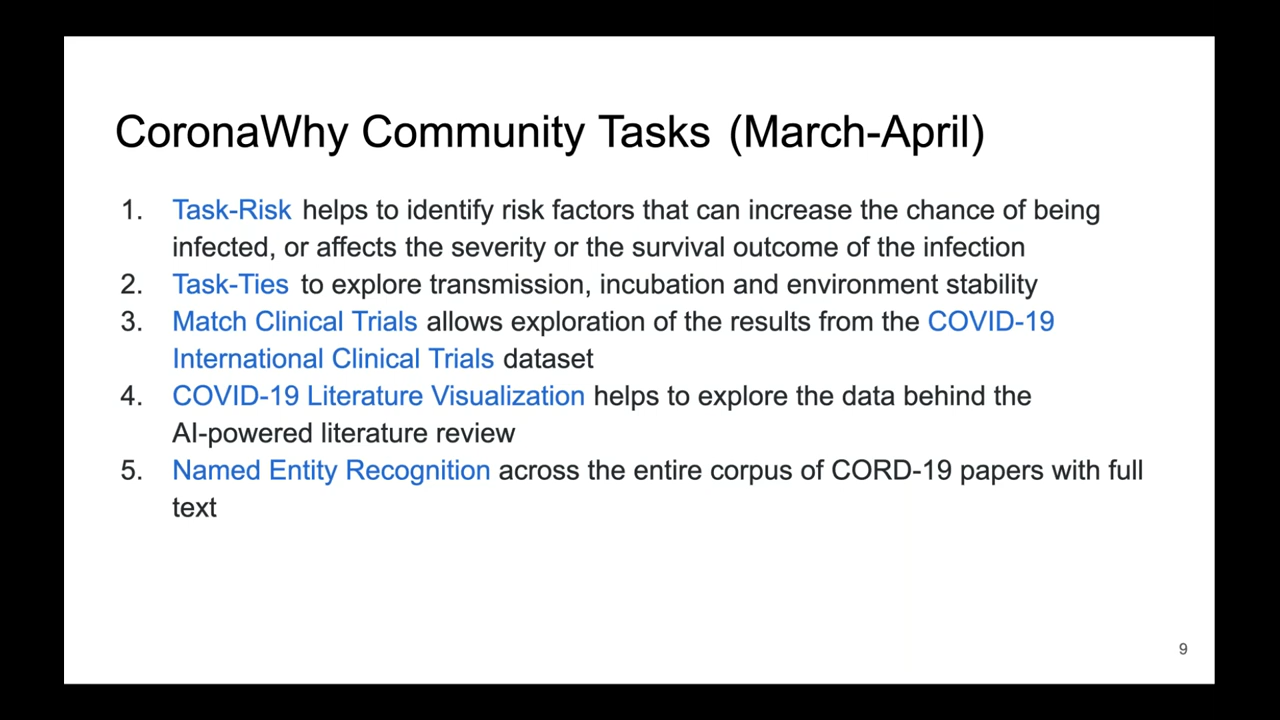 CoronaWhy Community Tasks (March-April)
1. Task-Risk helps to identify risk factors that can increase the chance of being
infected, or affects the severity or the survival outcome of the infection
2. Task-Ties to explore transmission, incubation and environment stability
3. Match Clinical Trials allows exploration of the results from the COVID-19
International Clinical Trials dataset
4. COVID-19 Literature Visualization helps to explore the data behind the
AI-powered literature review
5. Named Entity Recognition across the entire corpus of CORD-19 papers with full
text
9